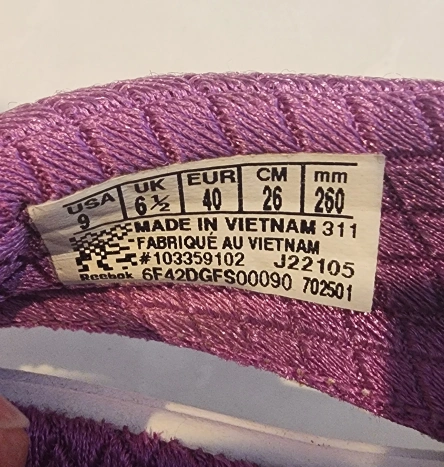 USA UK EUR CM mm
9 6 ½ 40 26 260
MADE IN VIETNAM 311
FABRIQUÉ AU VIETNAM
#103359102 J22105
Reebok 6F42DGFS00090 702501